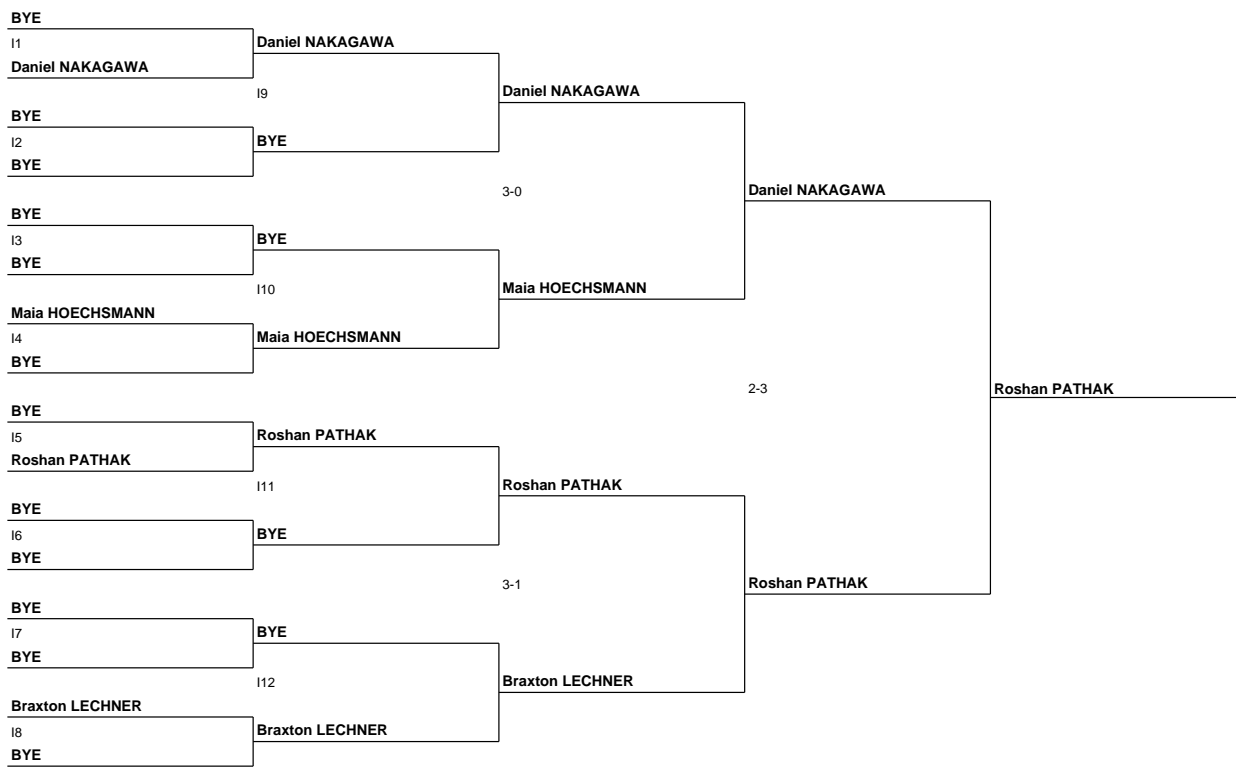 BYE
I1
Daniel NAKAGAWA
Daniel NAKAGAWA
I9
BYE
I2
BYE
BYE
Daniel NAKAGAWA
3-0
BYE
I3
BYE
BYE
I10
Maia HOECHSMANN
I4
BYE
Maia HOECHSMANN
Maia HOECHSMANN
Daniel NAKAGAWA
2-3
BYE
I5
Roshan PATHAK
Roshan PATHAK
I11
BYE
I6
BYE
BYE
Roshan PATHAK
3-1
BYE
I7
BYE
BYE
I12
Braxton LECHNER
I8
BYE
Braxton LECHNER
Braxton LECHNER
Roshan PATHAK
Roshan PATHAK